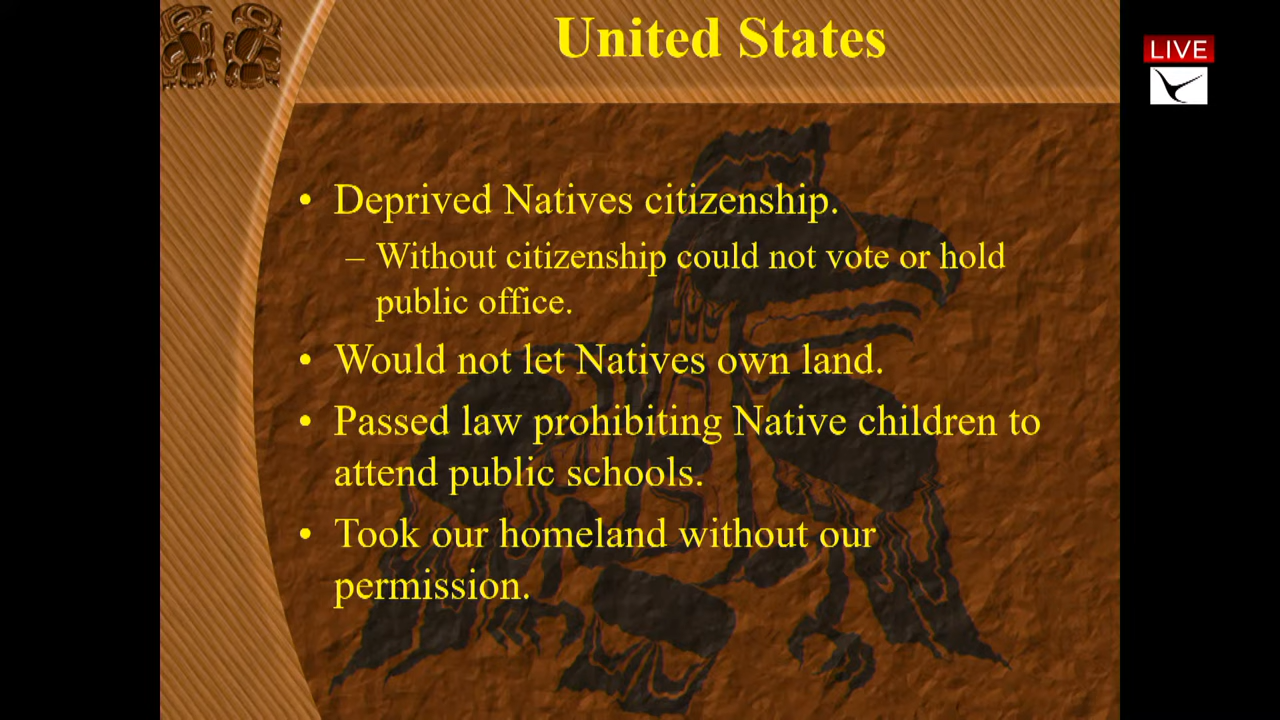 United States
LIVE
• Deprived Natives citizenship.
– Without citizenship could not vote or hold
public office.
• Would not let Natives own land.
• Passed law prohibiting Native children to
attend public schools.
• Took our homeland without our
permission.